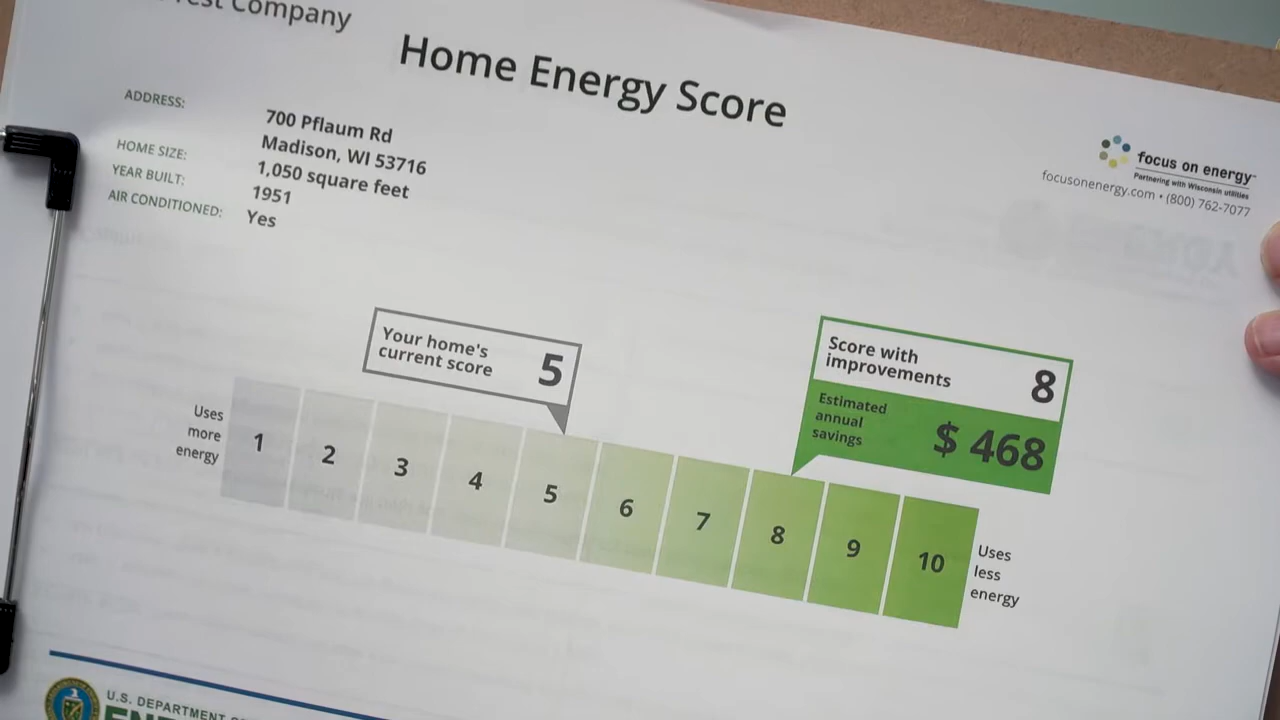 Company
Home Energy Score
ADDRESS:
700 Pflaum Rd
Madison, WI 53716
HOME SIZE:
1,050 square feet
YEAR BUILT:
1951
AIR CONDITIONED:
Yes
focus on energy
Partnering with Wisconsin utilities
focusonenergy.com • (800) 762-7077
Your home's
current score
5
Score with
improvements
8
Estimated
annual
savings
$ 468
Uses
more
energy
1 2 3 4 5 6 7 8 9 10
Uses
less
energy
U.S. DEPARTMENT